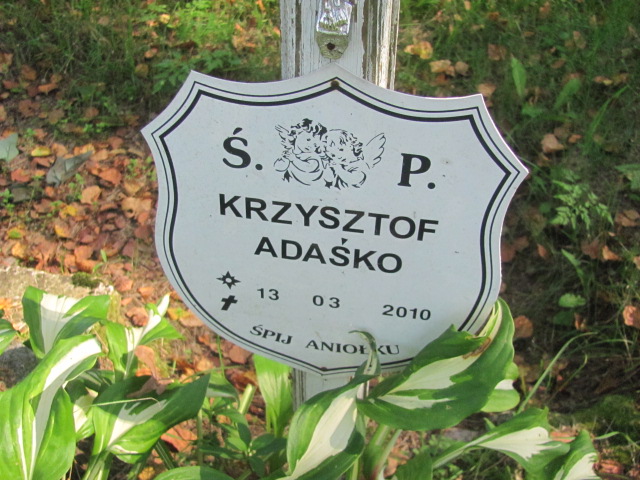 Ś. P.
KRZYSZTOF
ADAŚKO
13 03 2010
ŚPIJ ANIOŁKU